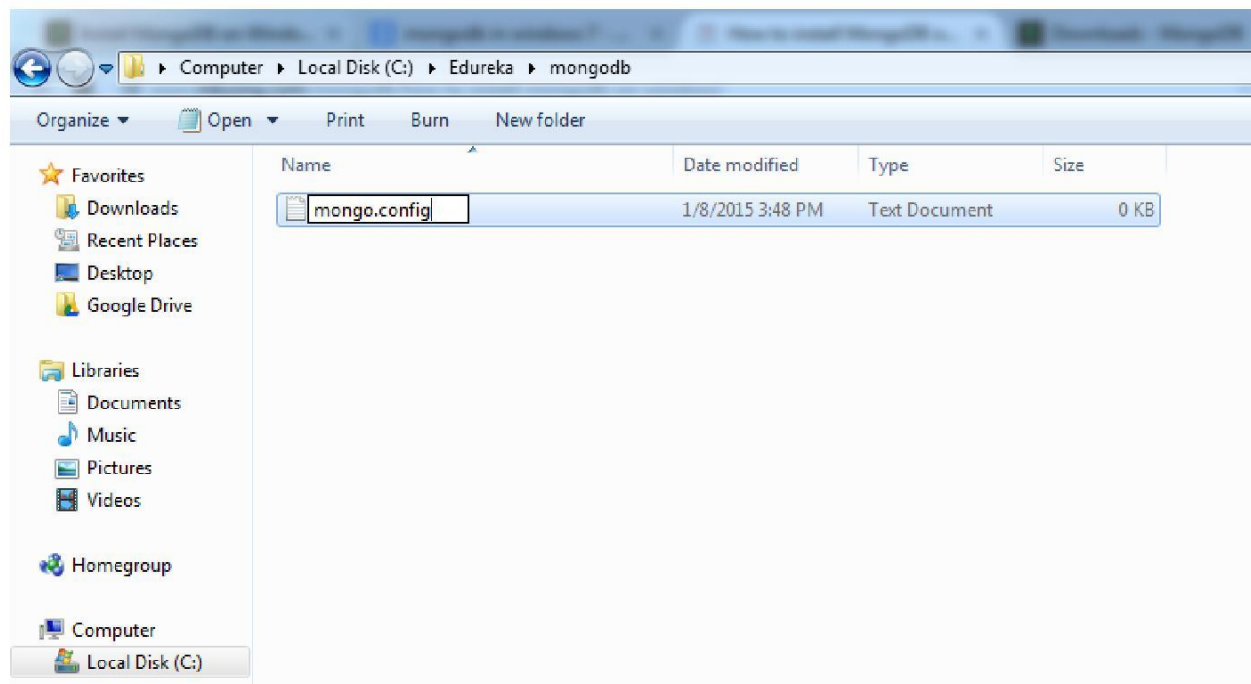 Computer Local Disk (C:) Edureka mongodb
Organize Open Print Burn New folder
Name Date modified Type Size
mongo.config 1/8/2015 3:48 PM Text Document 0 KB
Favorites
Downloads
Recent Places
Desktop
Google Drive
Libraries
Documents
Music
Pictures
Videos
Homegroup
Computer
Local Disk (C:)